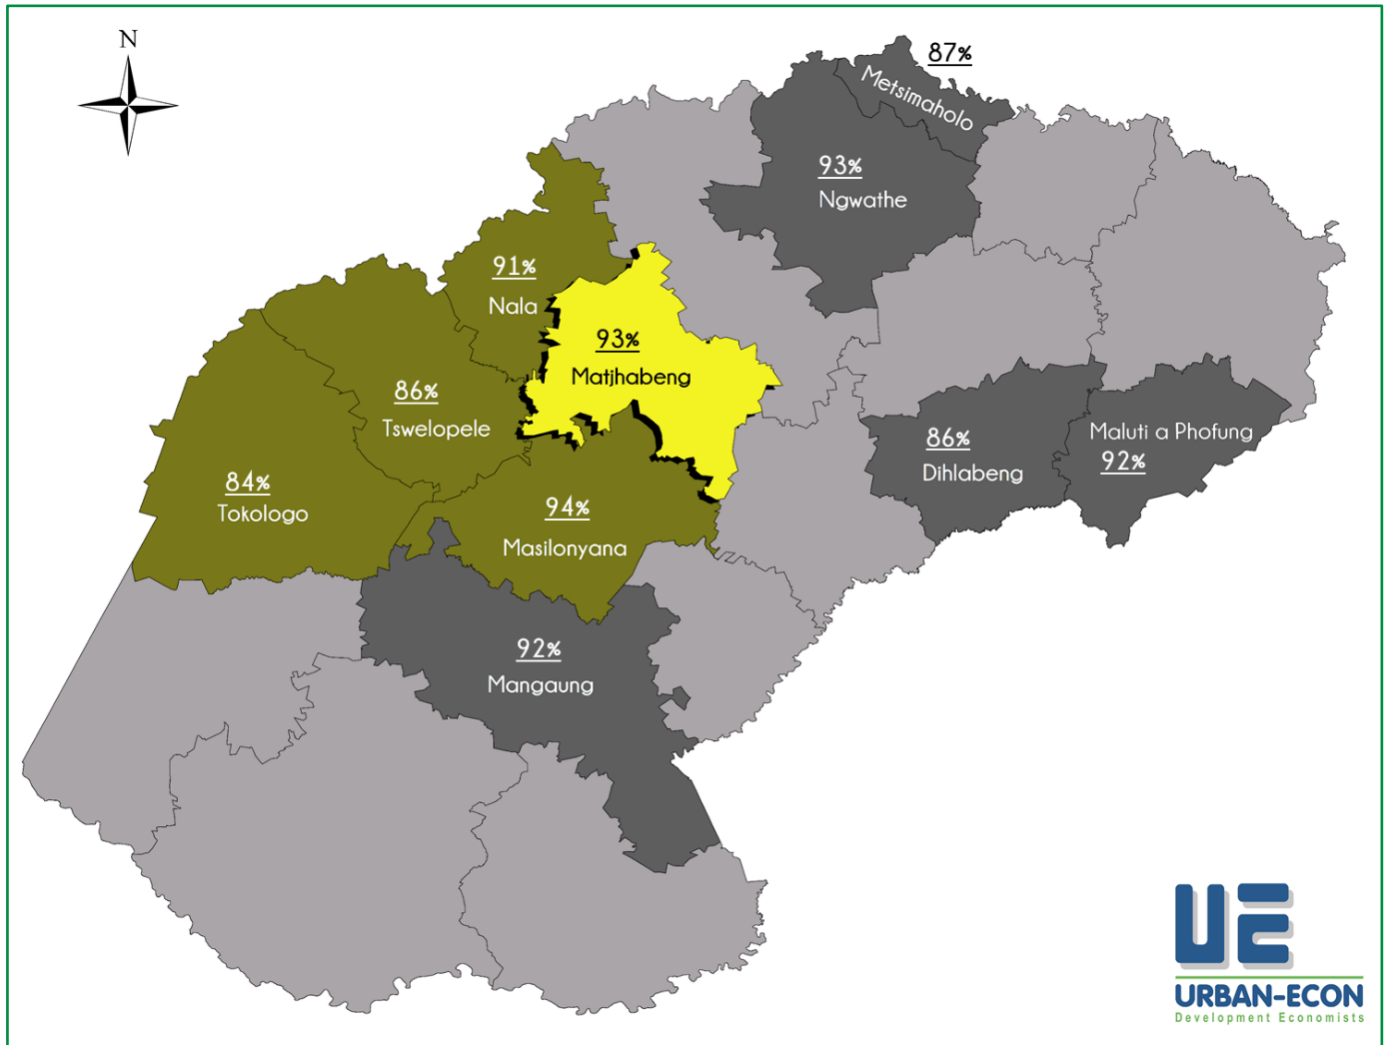 N
87%
Metsimaholo
93%
Ngwathe
91%
Nala
93%
Matjhabeng
86%
Tswelopele
84%
Tokologo
94%
Masilonyana
86%
Dihlabeng
Maluti a Phofung
92%
92%
Mangaung
UE
URBAN-ECON
Development Economists